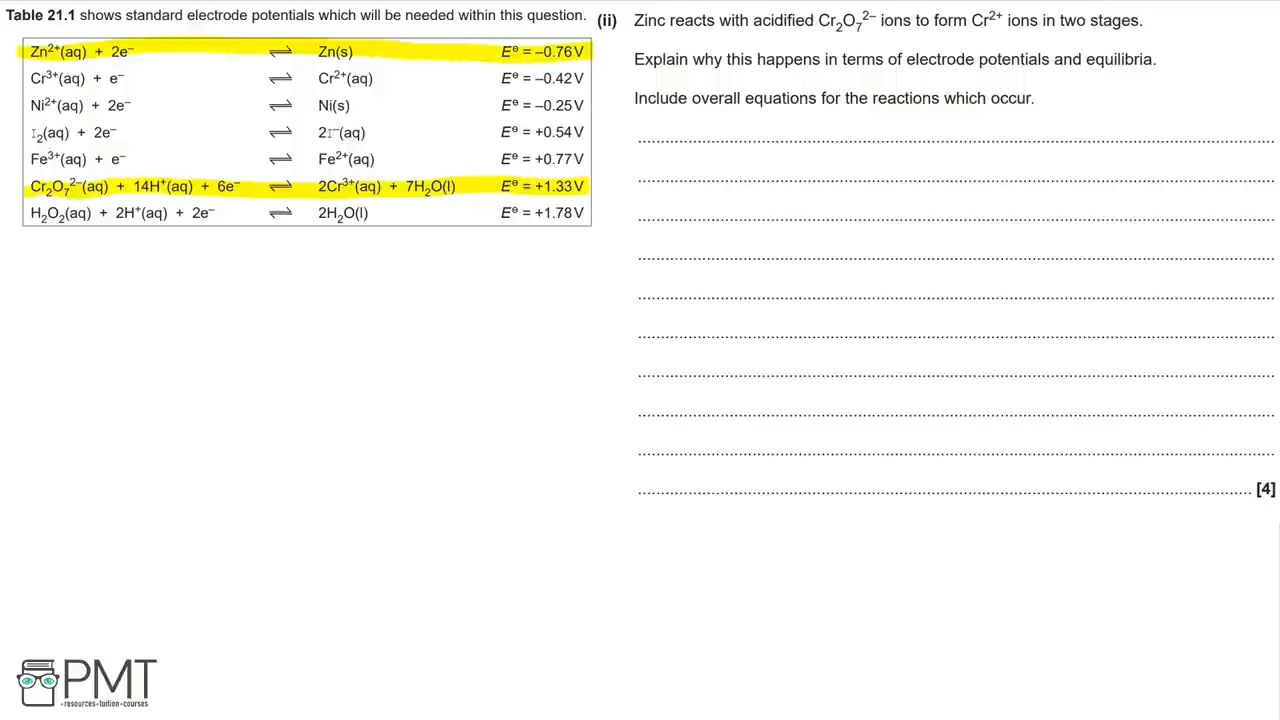 Table 21.1 shows standard electrode potentials which will be needed within this question.
Zn²⁺(aq) + 2e⁻ ⇌ Zn(s) E⦵ = –0.76 V
Cr³⁺(aq) + e⁻ ⇌ Cr²⁺(aq) E⦵ = –0.42 V
Ni²⁺(aq) + 2e⁻ ⇌ Ni(s) E⦵ = –0.25 V
I₂(aq) + 2e⁻ ⇌ 2I⁻(aq) E⦵ = +0.54 V
Fe³⁺(aq) + e⁻ ⇌ Fe²⁺(aq) E⦵ = +0.77 V
Cr₂O₇²⁻(aq) + 14H⁺(aq) + 6e⁻ ⇌ 2Cr³⁺(aq) + 7H₂O(l) E⦵ = +1.33 V
H₂O₂(aq) + 2H⁺(aq) + 2e⁻ ⇌ 2H₂O(l) E⦵ = +1.78 V
(ii) Zinc reacts with acidified Cr₂O₇²⁻ ions to form Cr²⁺ ions in two stages.
Explain why this happens in terms of electrode potentials and equilibria.
Include overall equations for the reactions which occur.
[4]
PMT
resources•tuition•courses